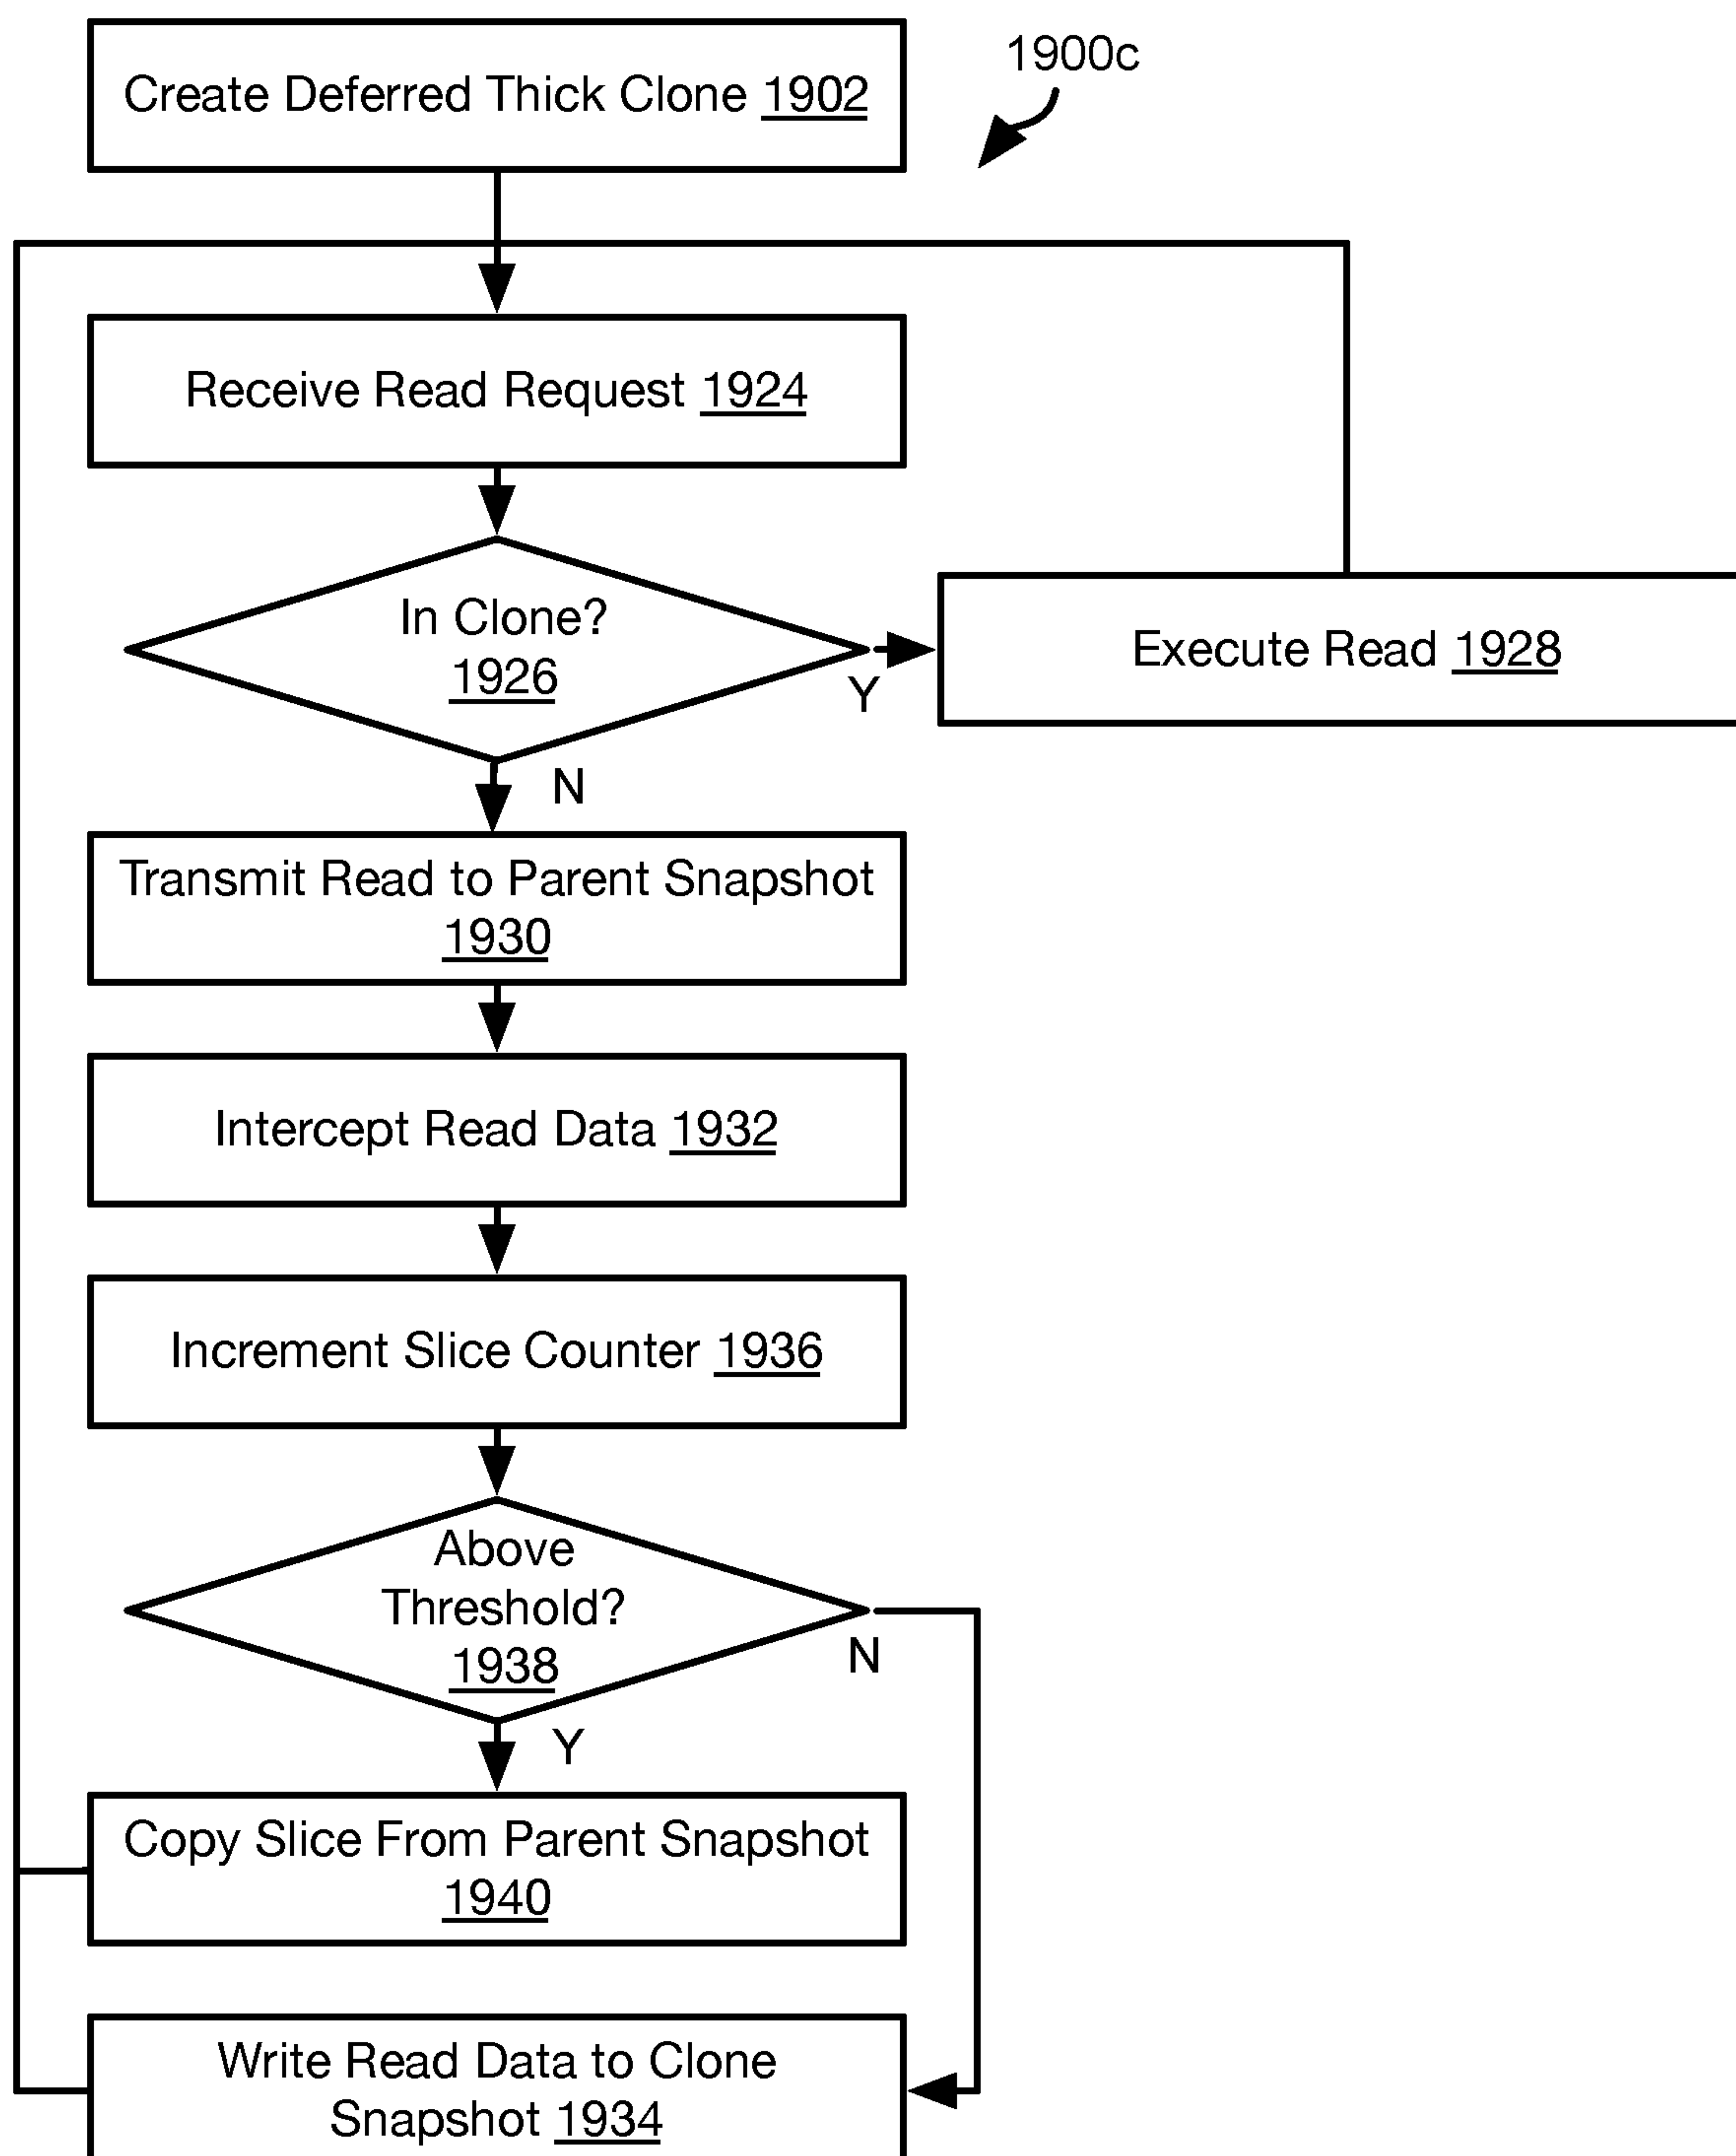 Create Deferred Thick Clone 1902
1900c
Receive Read Request 1924
In Clone?
1926
Y
Execute Read 1928
N
Transmit Read to Parent Snapshot
1930
Intercept Read Data 1932
Increment Slice Counter 1936
Above
Threshold?
1938
N
Y
Copy Slice From Parent Snapshot
1940
Write Read Data to Clone
Snapshot 1934